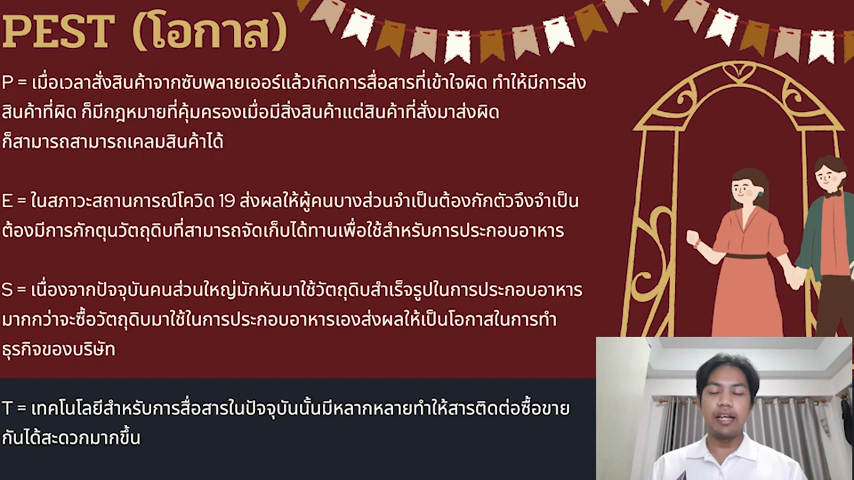 PEST (โอกาส)
P = เมื่อเวลาสั่งสินค้าจากซับพลายเออร์แล้วเกิดการสื่อสารที่เข้าใจผิด ทำให้มีการส่ง
สินค้าที่ผิด ก็มีกฎหมายที่คุ้มครองเมื่อมีสิ่งสินค้าแต่สินค้าที่สั่งมาส่งผิด
ก็สามารถสามารถเคลมสินค้าได้
E = ในสภาวะสถานการณ์โควิด 19 ส่งผลให้ผู้คนบางส่วนจำเป็นต้องกักตัวจึงจำเป็น
ต้องมีการกักตุนวัตถุดิบที่สามารถจัดเก็บได้ทานเพื่อใช้สำหรับการประกอบอาหาร
S = เนื่องจากปัจจุบันคนส่วนใหญ่มักหันมาใช้วัตถุดิบสำเร็จรูปในการประกอบอาหาร
มากกว่าจะซื้อวัตถุดิบมาใช้ในการประกอบอาหารเองส่งผลให้เป็นโอกาสในการทำ
ธุรกิจของบริษัท
T = เทคโนโลยีสำหรับการสื่อสารในปัจจุบันนั้นมีหลากหลายทำให้สารติดต่อซื้อขาย
กันได้สะดวกมากขึ้น